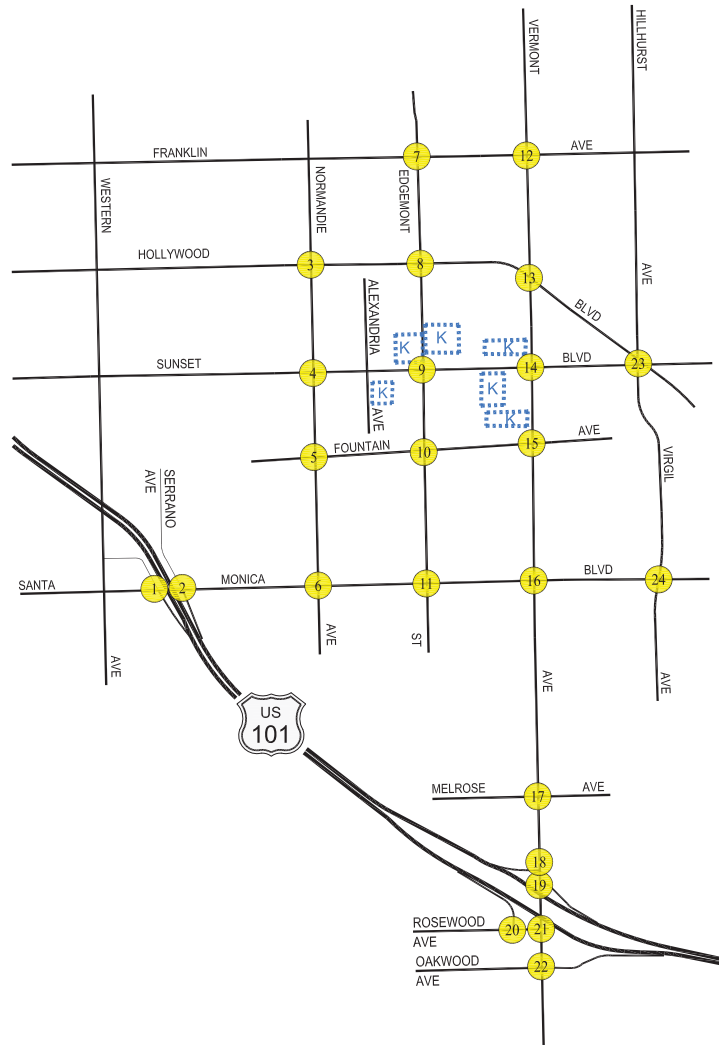 HILLHURST
VERMONT
FRANKLIN
7
12
AVE
WESTERN
NORMANDIE
EDGEMONT
HOLLYWOOD
3
8
13
AVE
ALEXANDRIA
BLVD
K
K
K
SUNSET
4
9
14
BLVD
23
K
K
AVE
K
FOUNTAIN
5
10
15
AVE
VIRGIL
SERRANO
AVE
SANTA
1
2
MONICA
6
11
16
BLVD
24
AVE
AVE
ST
AVE
AVE
US
101
MELROSE
17
AVE
18
19
ROSEWOOD
AVE
20
21
OAKWOOD
AVE
22